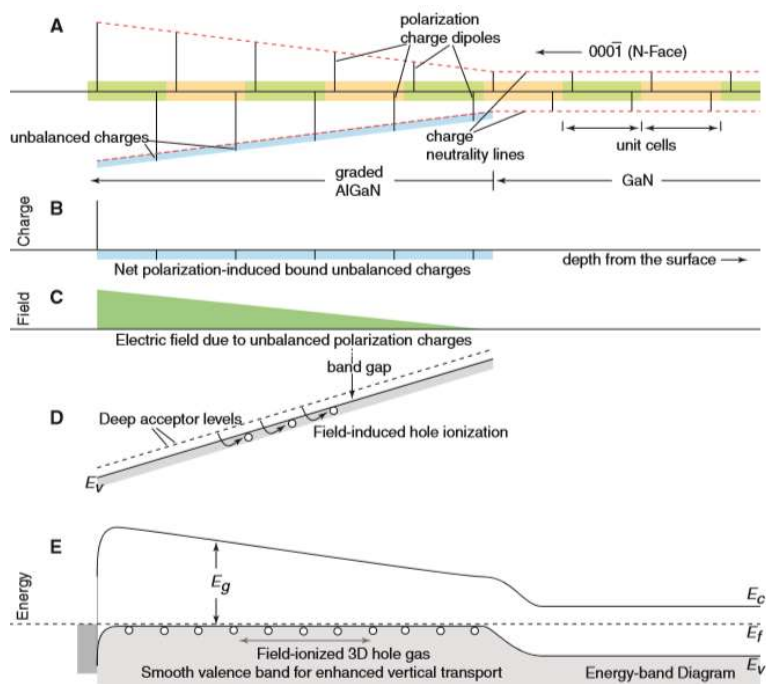 A
polarization
charge dipoles
0001̄ (N-Face)
unbalanced charges
charge
neutrality lines
unit cells
graded
AlGaN
GaN
B
Charge
Net polarization-induced bound unbalanced charges
depth from the surface
C
Field
Electric field due to unbalanced polarization charges
band gap
D
Deep acceptor levels
Field-induced hole ionization
Ev
E
Energy
Eg
Ec
Ef
Field-ionized 3D hole gas
Smooth valence band for enhanced vertical transport
Energy-band Diagram
Ev